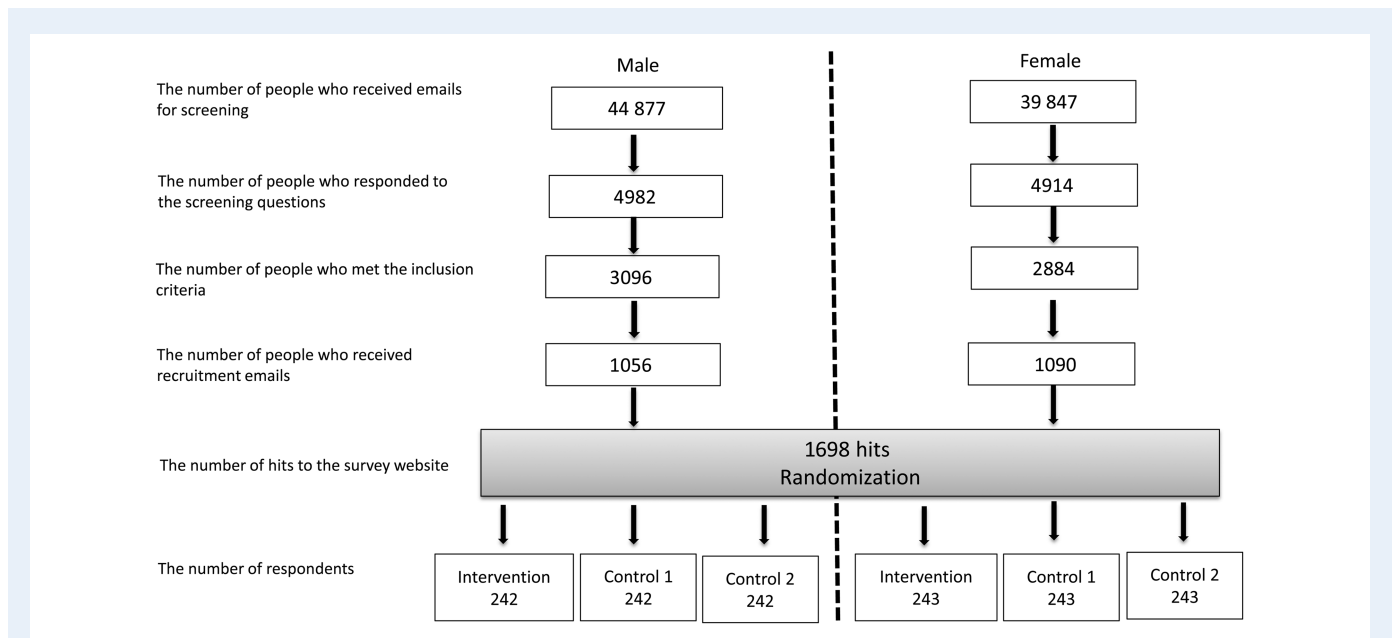 Male
Female
The number of people who received emails
for screening
44 877
39 847
The number of people who responded to
the screening questions
4982
4914
The number of people who met the inclusion
criteria
3096
2884
The number of people who received
recruitment emails
1056
1090
The number of hits to the survey website
1698 hits
Randomization
The number of respondents
Intervention
242
Control 1
242
Control 2
242
Intervention
243
Control 1
243
Control 2
243